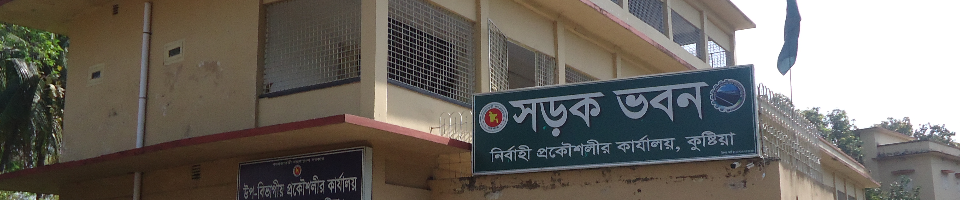 সড়ক ভবন
নির্বাহী প্রকৌশলীর কার্যালয়, কুষ্টিয়া
উপ-বিভাগীয় প্রকৌশলীর কার্যালয়